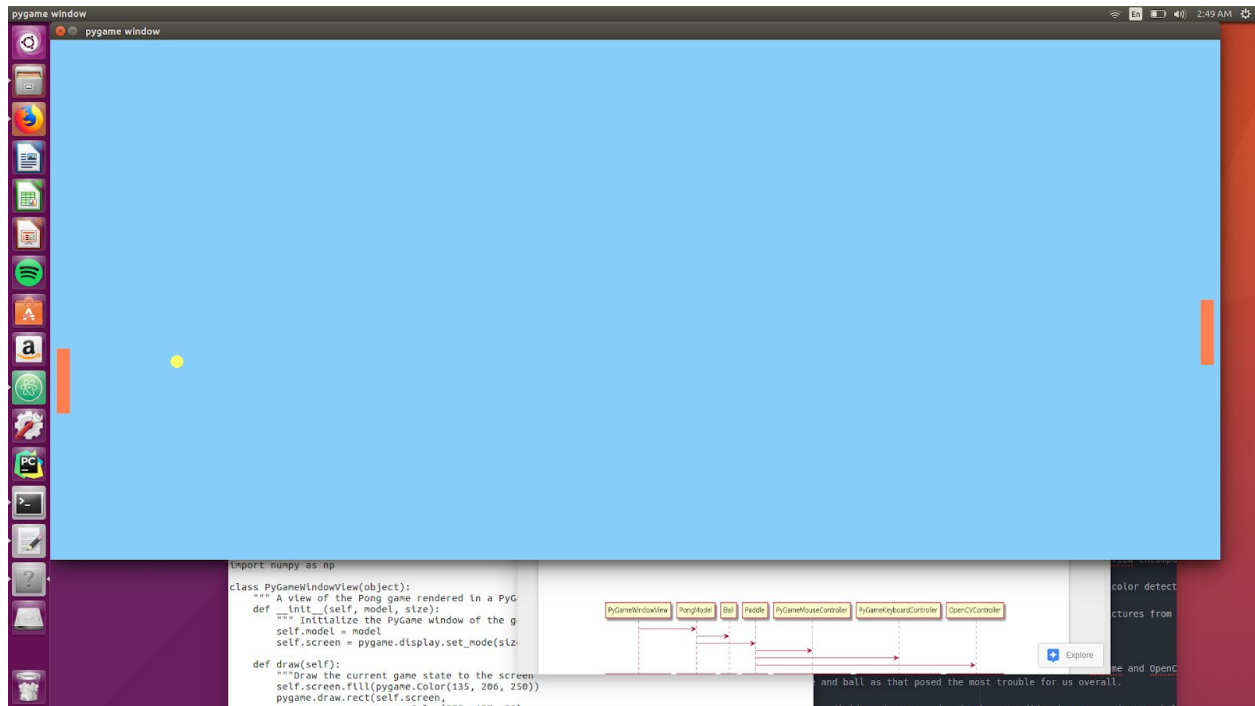 pygame window
En
2:49 AM
pygame window
import numpy as np
class PyGameWindowView(object):
""" A view of the Pong game rendered in a PyG
def __init__(self, model, size):
""" Initialize the PyGame window of the g
self.model = model
self.screen = pygame.display.set_mode(siz
def draw(self):
"""Draw the current game state to the screen
self.screen.fill(pygame.Color(135, 206, 250))
pygame.draw.rect(self.screen,
PyGameWindowView PongModel Ball Peddle PyGameMouseController PyGameKeyboardController OpenCVController
Explore
color detect
ctures from
me and OpenC
and ball as that posed the most trouble for us overall.